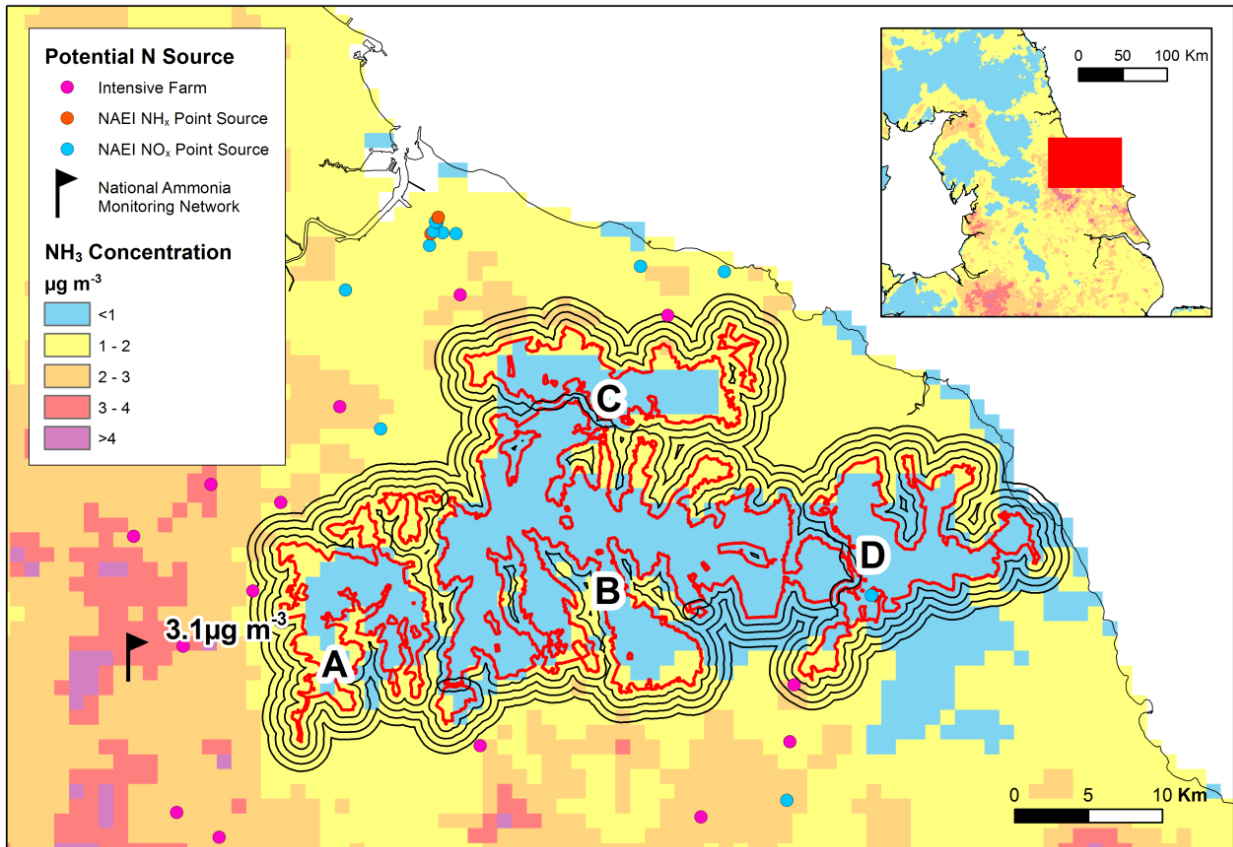 Potential N Source
Intensive Farm
NAEI NHₓ Point Source
NAEI NOₓ Point Source
National Ammonia
Monitoring Network
NH₃ Concentration
µg m⁻³
<1
1 - 2
2 - 3
3 - 4
>4
0 50 100 Km
C
B
D
3.1µg m⁻³
A
0 5 10 Km